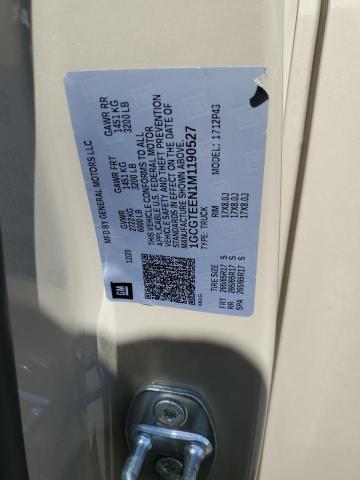 MFD BY GENERAL MOTORS LLC
12/20
GVWR
2722KG
6000 LB
GAWR FRT
1451 KG
3200 LB
GAWR RR
1451 KG
3200 LB
THIS VEHICLE CONFORMS TO ALL
APPLICABLE U.S. FEDERAL MOTOR
VEHICLE SAFETY AND THEFT PREVENTION
STANDARDS IN EFFECT ON THE DATE OF
MANUFACTURE SHOWN ABOVE.
1GCGTEEN1M1190527
TYPE: TRUCK
MODEL: 1712P43
GM
TIRE SIZE
RIM
FRT 265/65R17 S 17X8.0J
RR 265/65R17 S 17X8.0J
SPA 265/65R17 S 17X8.0J